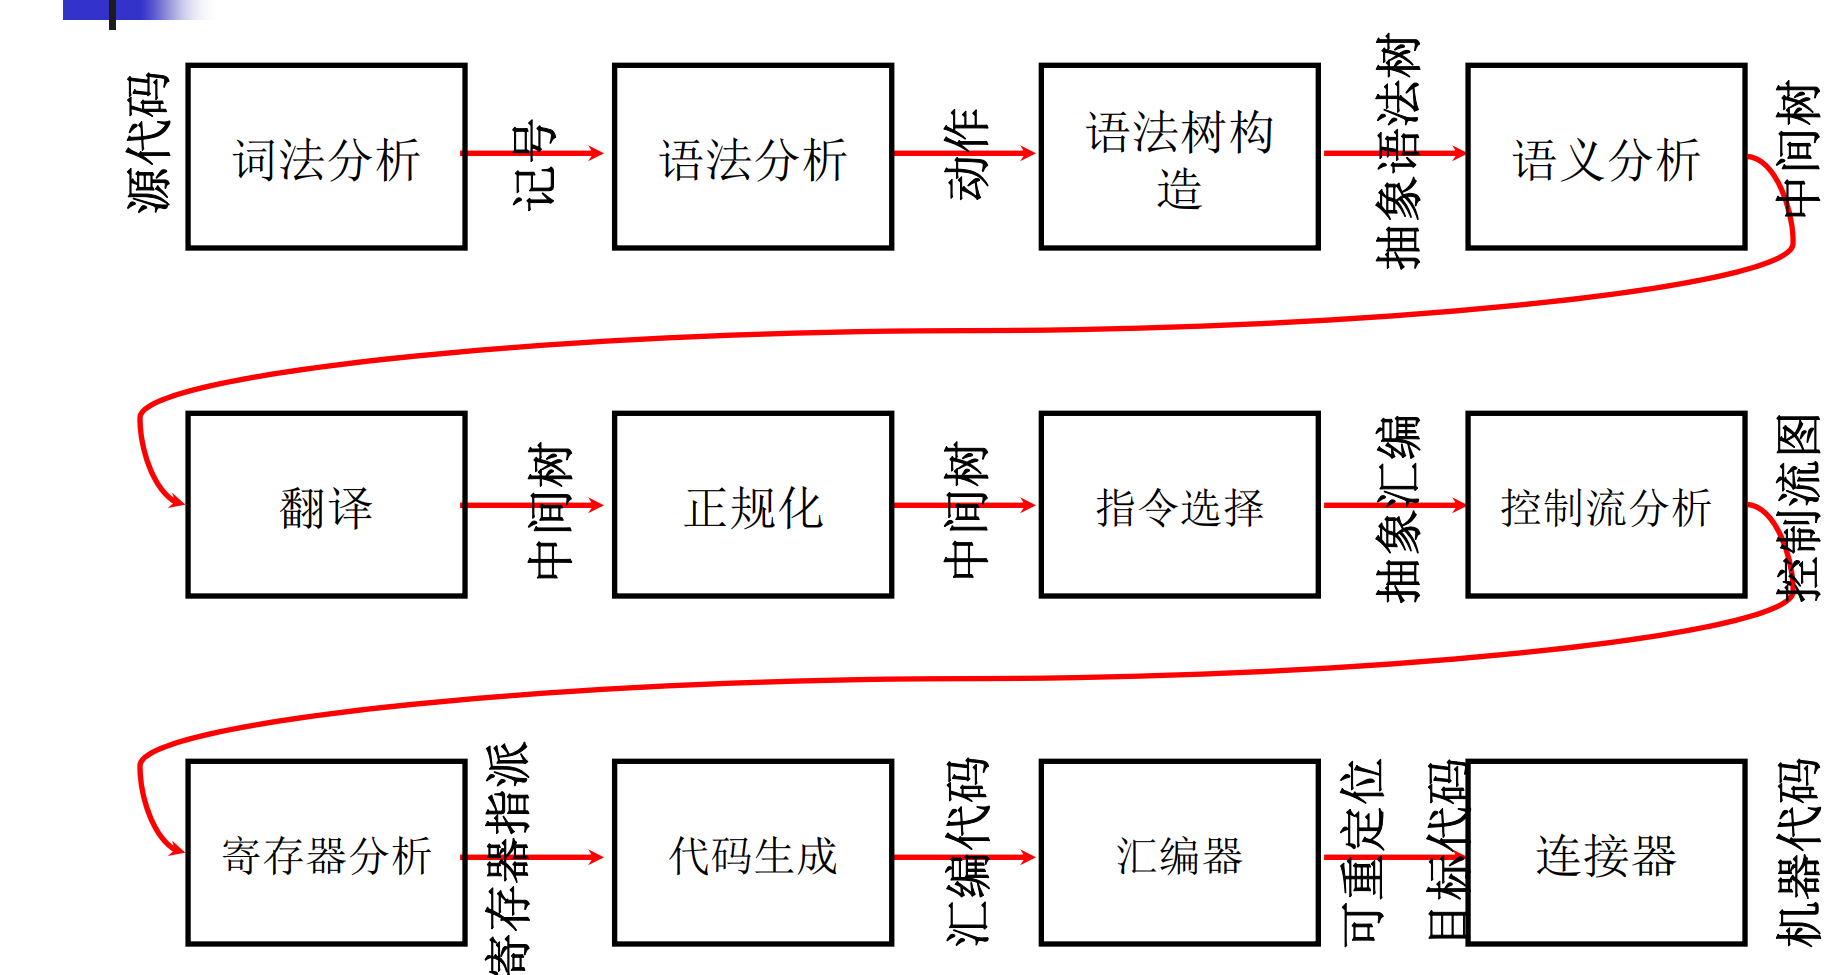 源代码
词法分析
记号
语法分析
动作
语法树构
造
抽象语法树
语义分析
中间树
翻译
中间树
正规化
中间树
指令选择
抽象汇编
控制流分析
控制流图
寄存器分析
寄存器指派
代码生成
汇编代码
汇编器
可重定位
目标代码
连接器
机器代码